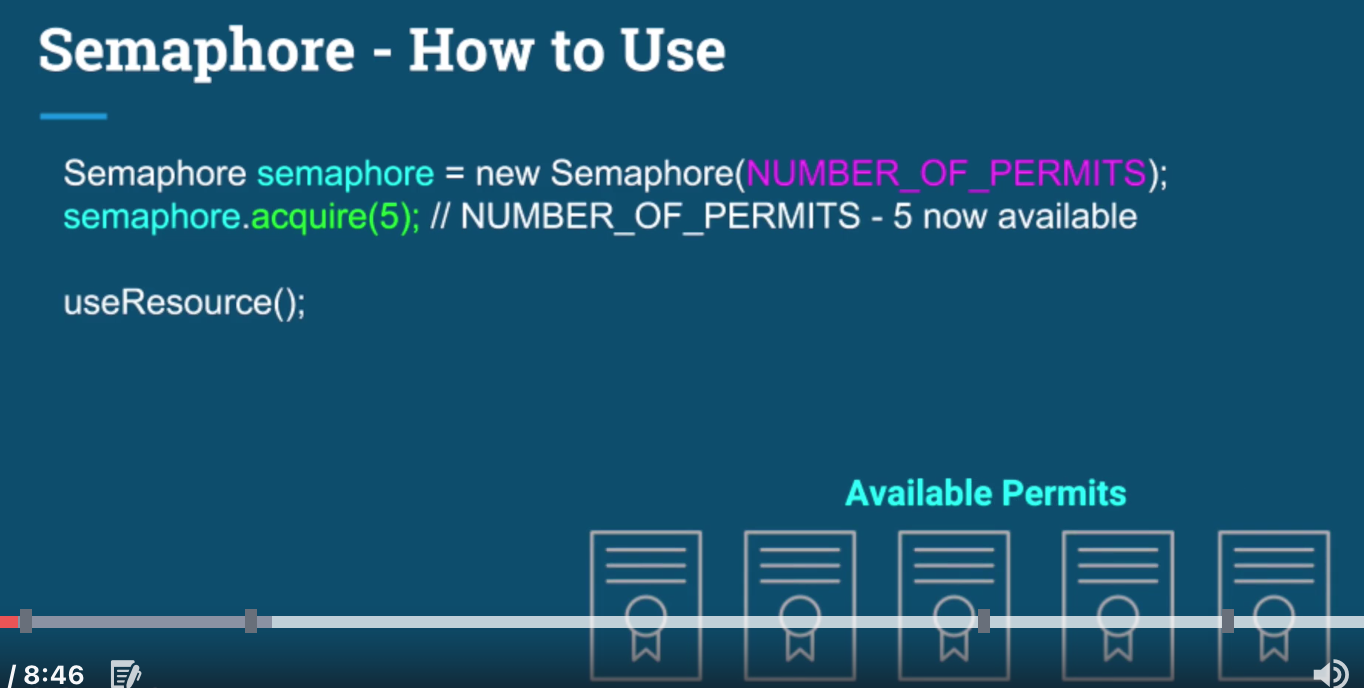 Semaphore - How to Use
Semaphore semaphore = new Semaphore(NUMBER_OF_PERMITS);
semaphore.acquire(5); // NUMBER_OF_PERMITS - 5 now available
useResource();
Available Permits
/ 8:46